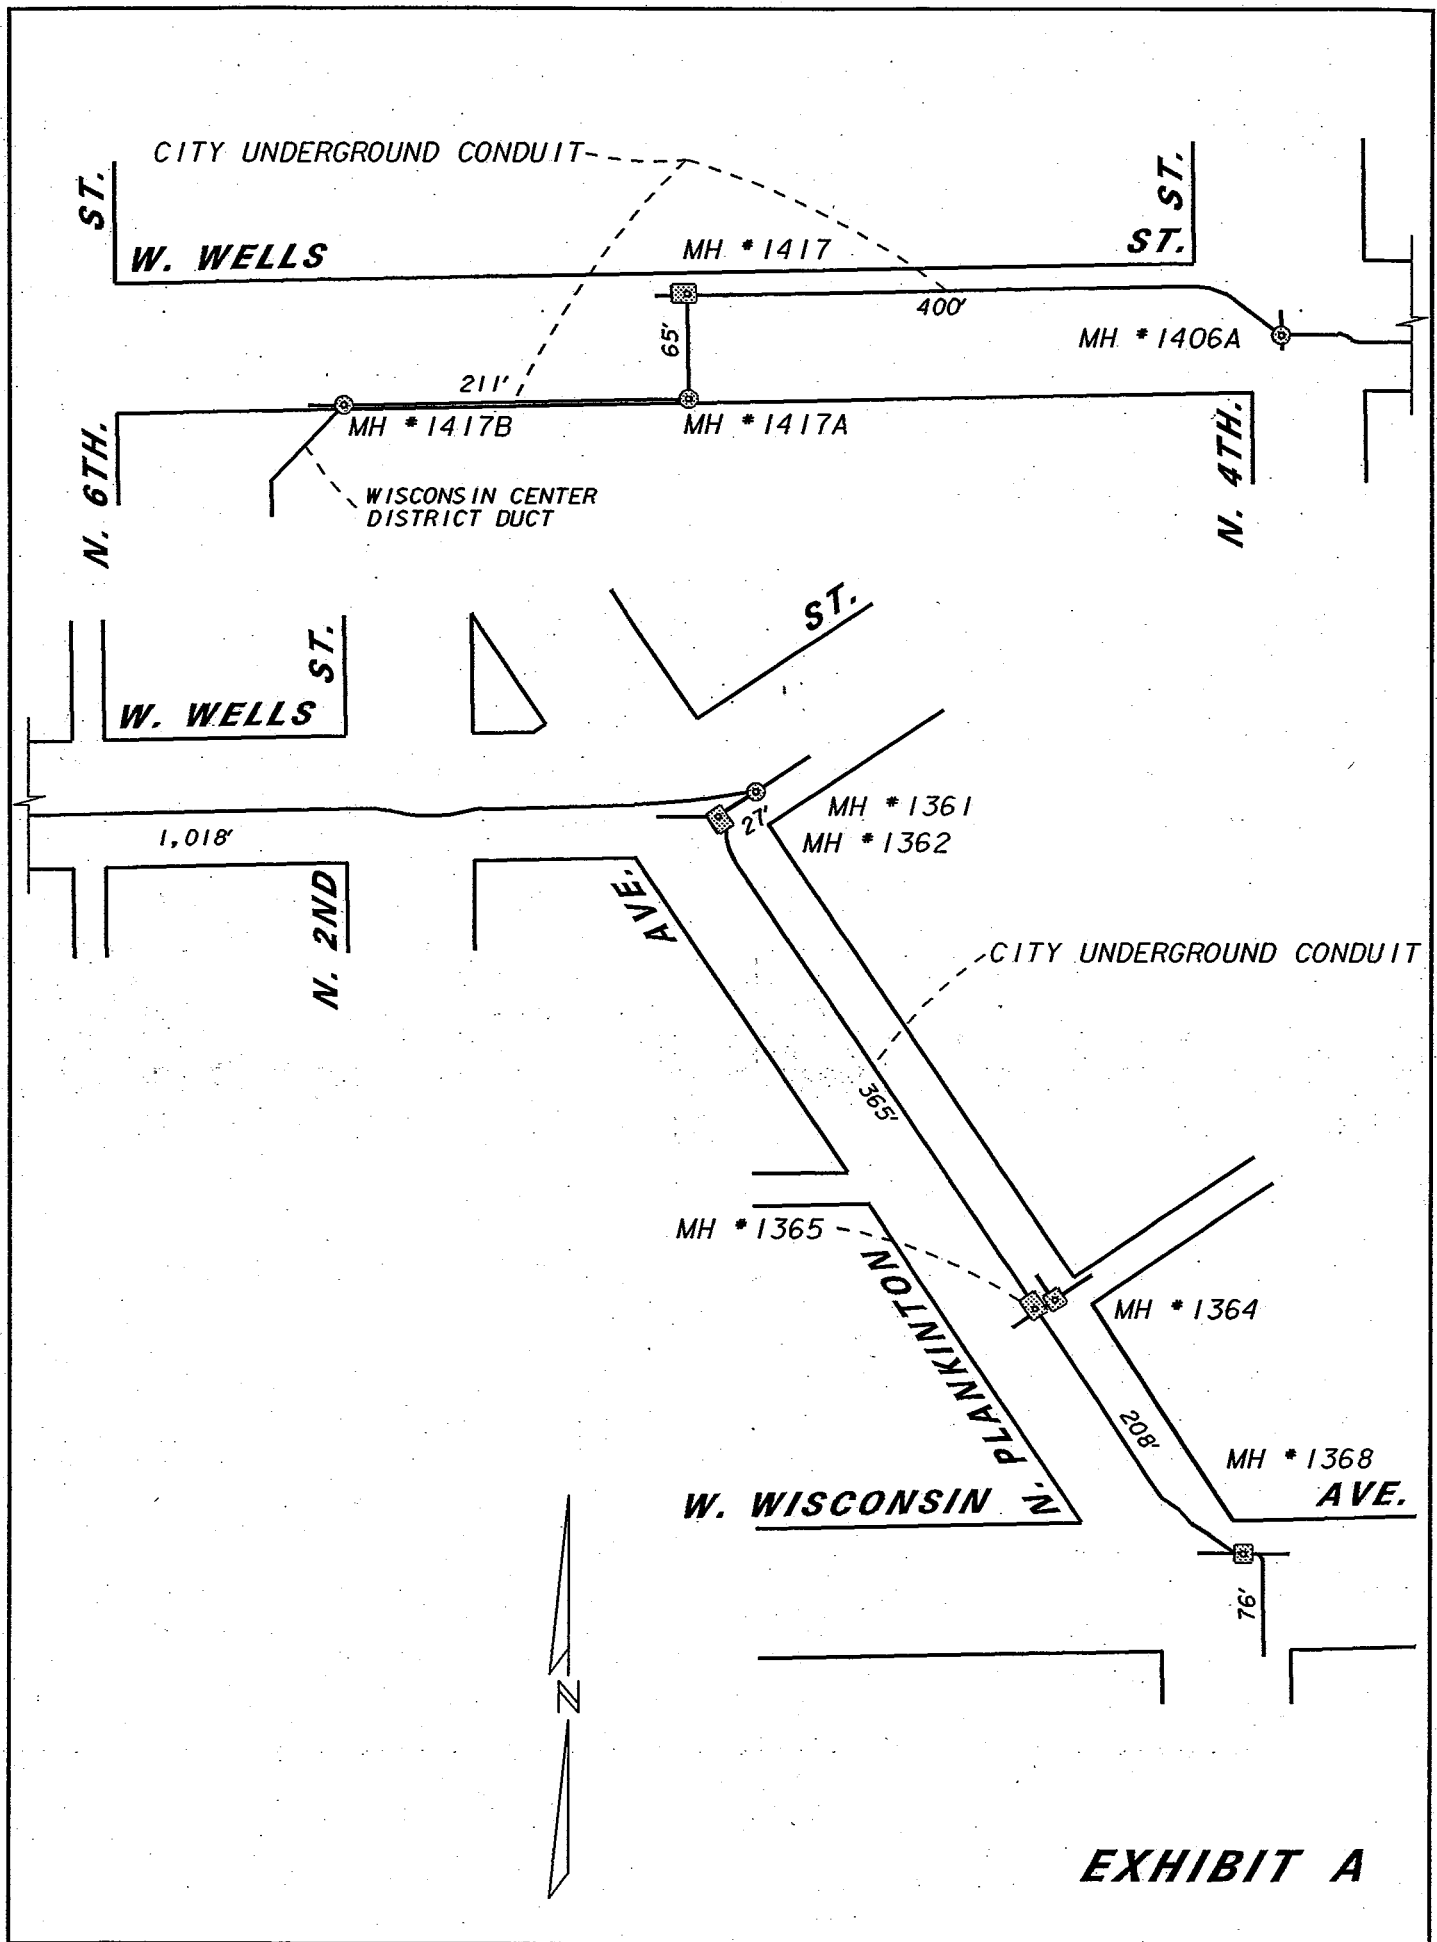 CITY UNDERGROUND CONDUIT
ST.
ST.
W. WELLS
MH #1417
ST.
400'
MH #1406A
65'
211'
MH #1417B
MH #1417A
N. 6TH.
N. 4TH.
WISCONSIN CENTER
DISTRICT DUCT
ST.
ST.
W. WELLS
MH #1361
27'
MH #1362
1,018'
AVE.
N. 2ND
CITY UNDERGROUND CONDUIT
365'
MH #1365
MH #1364
N. PLANKINTON
208'
MH #1368
W. WISCONSIN
AVE.
76'
N
EXHIBIT A